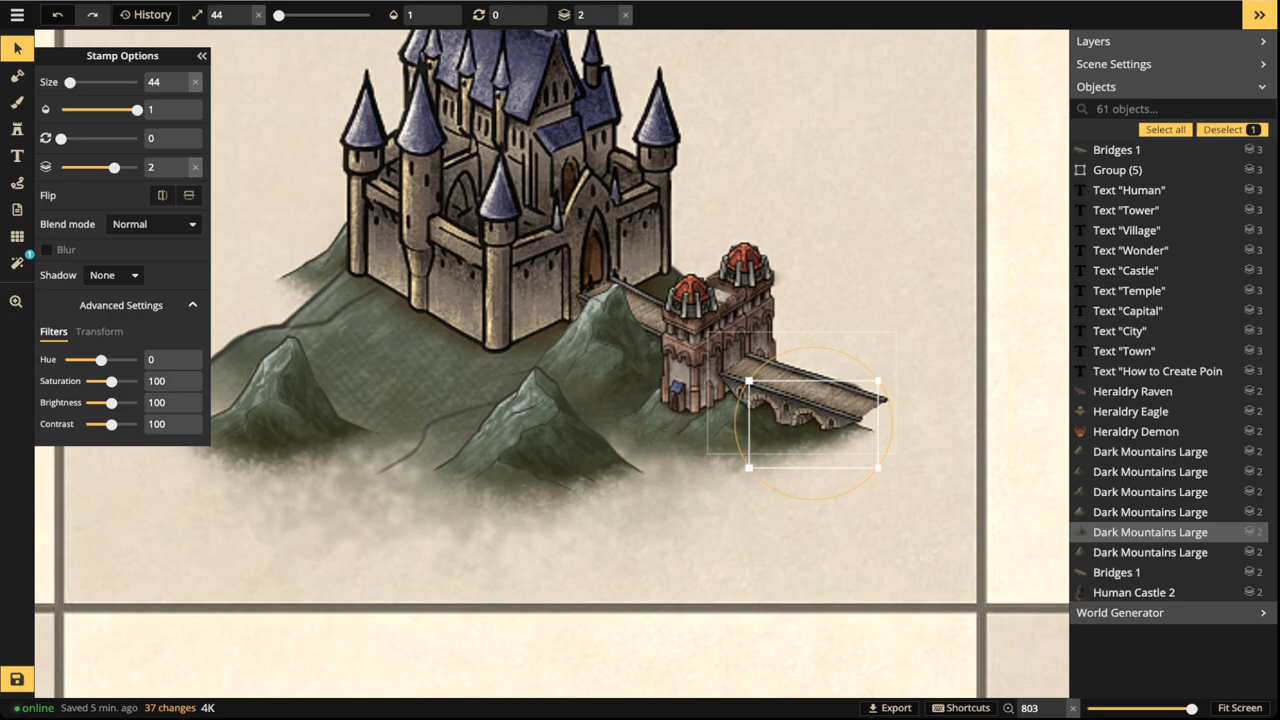 History
44
×
1
0
2
×
Stamp Options
Size
44
×
1
0
2
×
Flip
Blend mode
Normal
Blur
Shadow
None
Advanced Settings
Filters
Transform
Hue
0
Saturation
100
Brightness
100
Contrast
100
1
Layers
Scene Settings
Objects
61 objects...
Select all
Deselect 1
Bridges 1 3
Group (5) 3
Text "Human" 3
Text "Tower" 3
Text "Village" 3
Text "Wonder" 3
Text "Castle" 3
Text "Temple" 3
Text "Capital" 3
Text "City" 3
Text "Town" 3
Text "How to Create Poin 3
Heraldry Raven 2
Heraldry Eagle 2
Heraldry Demon 2
Dark Mountains Large 2
Dark Mountains Large 2
Dark Mountains Large 2
Dark Mountains Large 2
Dark Mountains Large 2
Dark Mountains Large 2
Bridges 1 2
Human Castle 2 2
World Generator
online Saved 5 min. ago 37 changes 4K
Export
Shortcuts
803
×
Fit Screen